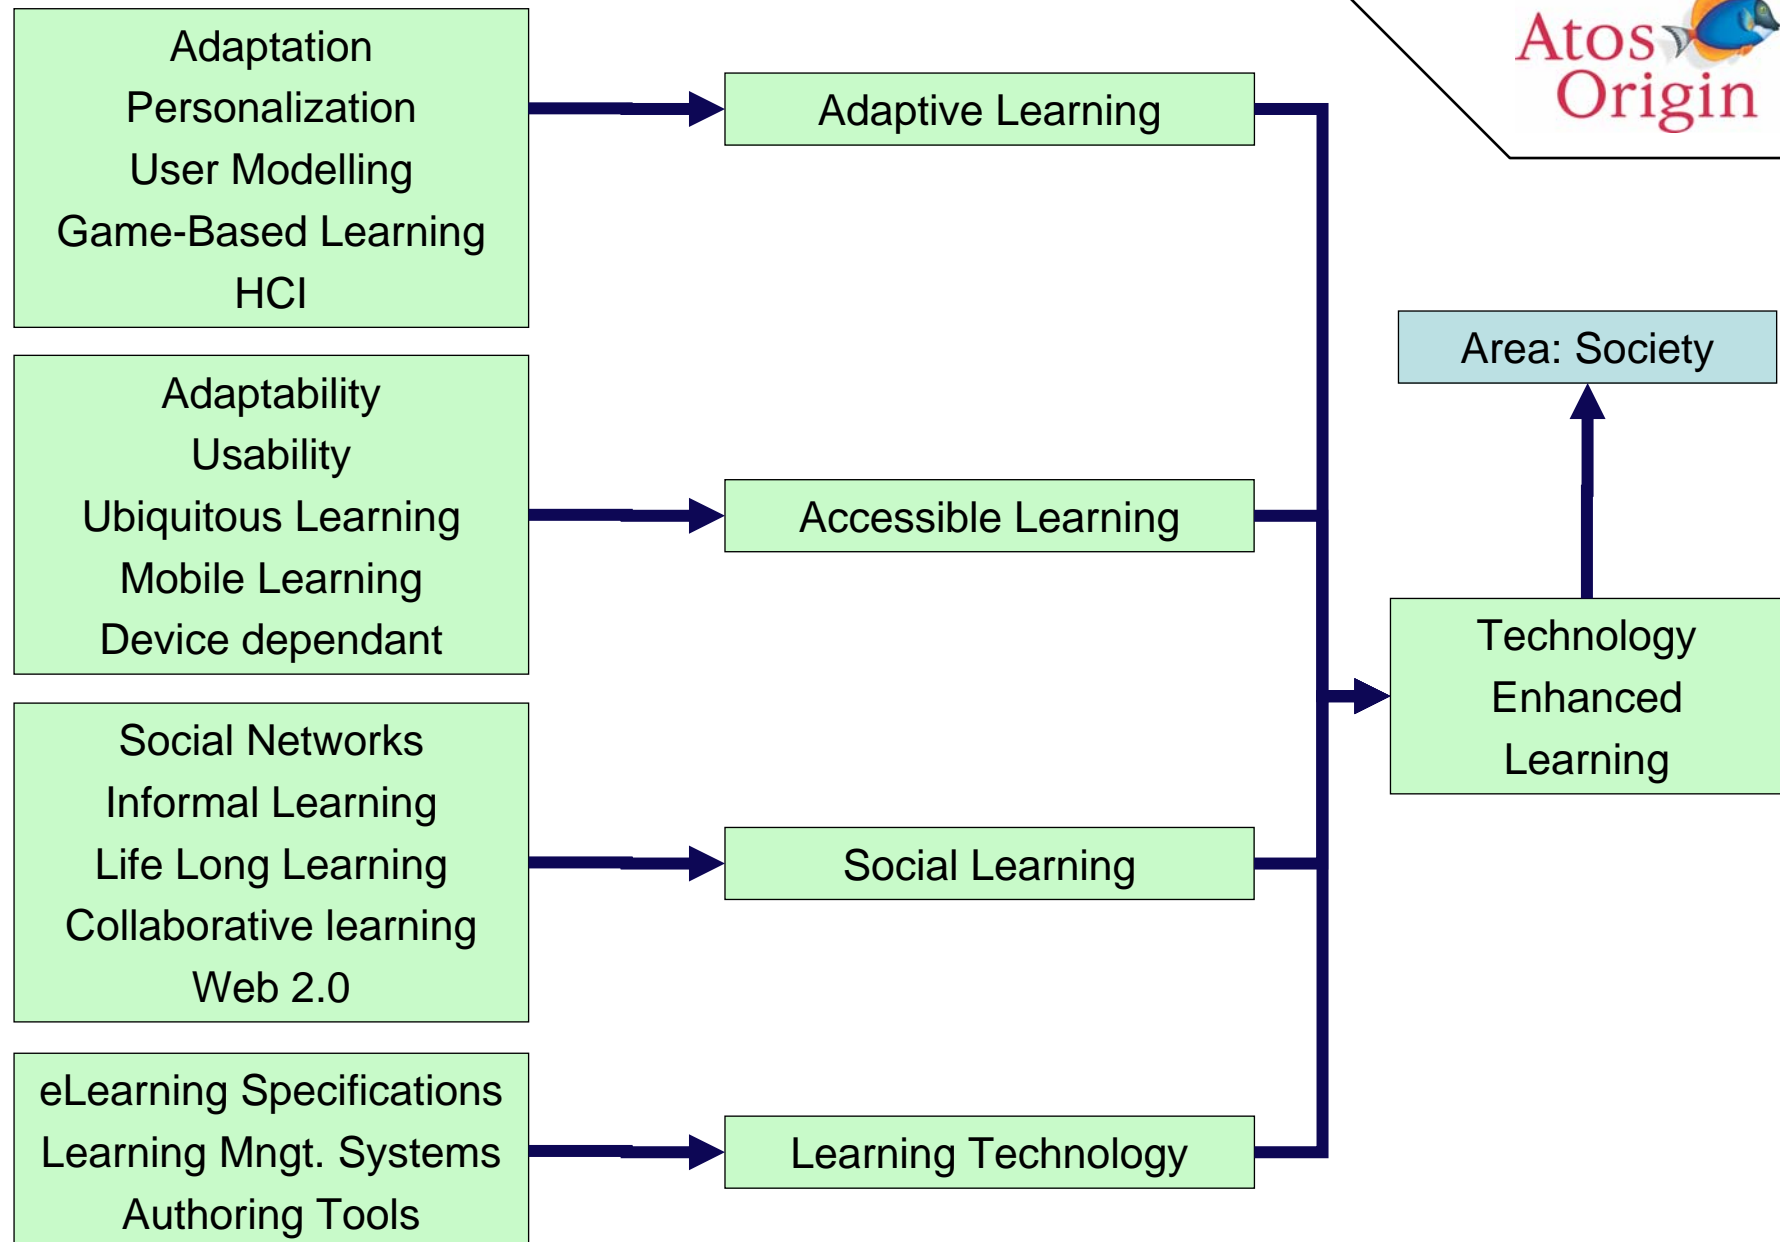 Adaptation
Personalization
User Modelling
Game-Based Learning
HCI
Adaptive Learning
Atos
Origin
Adaptability
Usability
Ubiquitous Learning
Mobile Learning
Device dependant
Accessible Learning
Area: Society
Technology
Enhanced
Learning
Social Networks
Informal Learning
Life Long Learning
Collaborative learning
Web 2.0
Social Learning
eLearning Specifications
Learning Mngt. Systems
Authoring Tools
Learning Technology